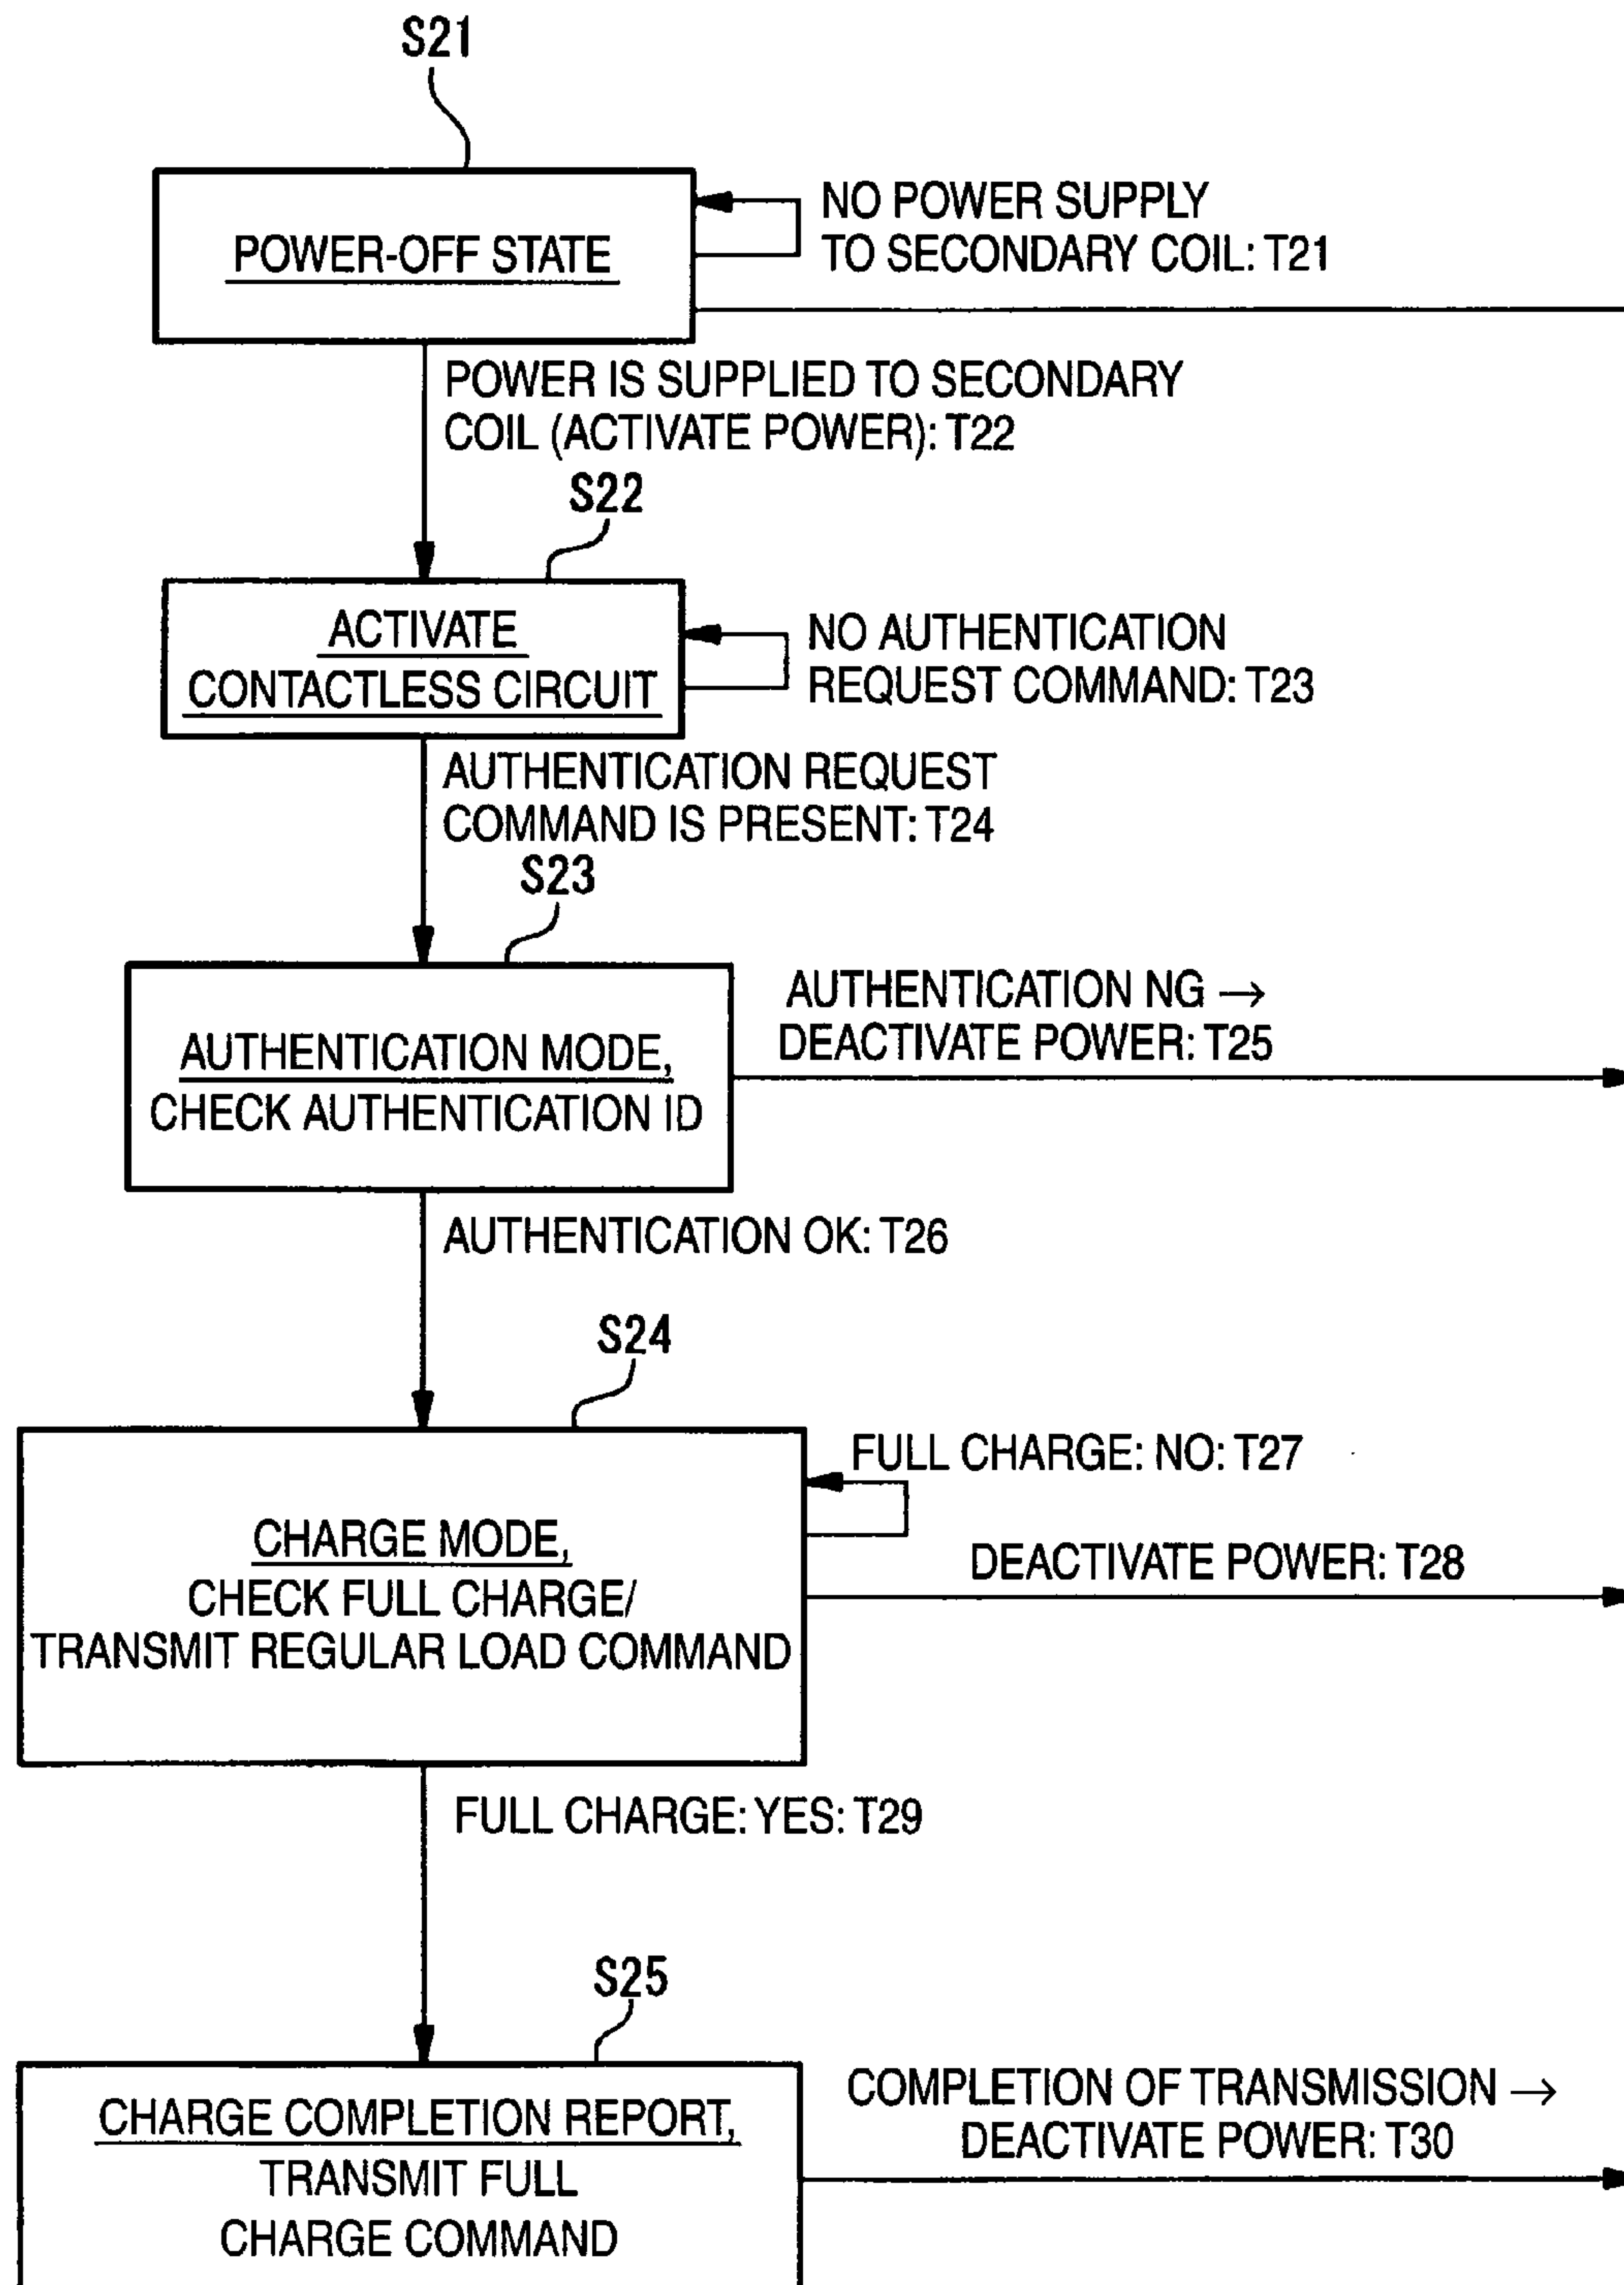 S21
POWER-OFF STATE
NO POWER SUPPLY
TO SECONDARY COIL: T21
POWER IS SUPPLIED TO SECONDARY
COIL (ACTIVATE POWER): T22
S22
ACTIVATE
CONTACTLESS CIRCUIT
NO AUTHENTICATION
REQUEST COMMAND: T23
AUTHENTICATION REQUEST
COMMAND IS PRESENT: T24
S23
AUTHENTICATION MODE,
CHECK AUTHENTICATION ID
AUTHENTICATION NG →
DEACTIVATE POWER: T25
AUTHENTICATION OK: T26
S24
CHARGE MODE,
CHECK FULL CHARGE/
TRANSMIT REGULAR LOAD COMMAND
FULL CHARGE: NO: T27
DEACTIVATE POWER: T28
FULL CHARGE: YES: T29
S25
CHARGE COMPLETION REPORT,
TRANSMIT FULL
CHARGE COMMAND
COMPLETION OF TRANSMISSION →
DEACTIVATE POWER: T30